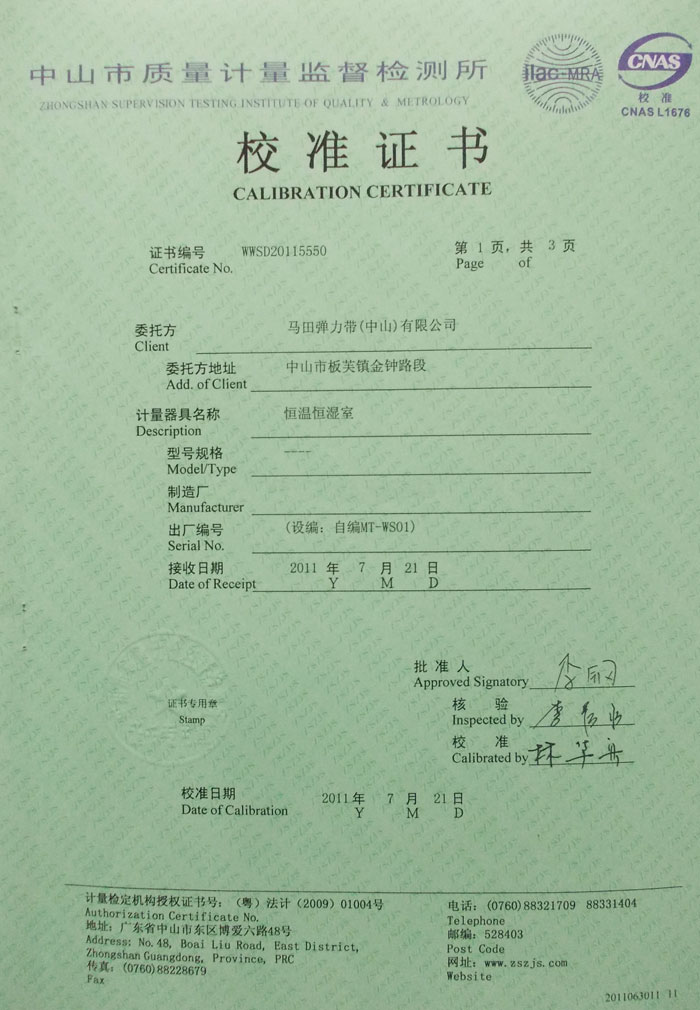 中山市质量计量监督检测所
ZHONGSHAN SUPERVISION TESTING INSTITUTE OF QUALITY & METROLOGY
ilac-MRA
CNAS
校准
CNAS L1676
校准证书
CALIBRATION CERTIFICATE
证书编号 WWSD20115550 第 1 页，共 3 页
Certificate No. Page of
委托方 马田弹力带(中山)有限公司
Client
委托方地址 中山市板芙镇金钟路段
Add. of Client
计量器具名称 恒温恒湿室
Description
型号规格 ----
Model/Type
制造厂
Manufacturer
出厂编号 (设编：自编MT-WS01)
Serial No.
接收日期 2011 年 7 月 21 日
Date of Receipt Y M D
批准人
Approved Signatory
核验
Inspected by
校准
Calibrated by
证书专用章
Stamp
校准日期 2011年 7 月 21日
Date of Calibration Y M D
计量检定机构授权证书号：（粤）法计（2009）01004号
Authorization Certificate No.
地址：广东省中山市东区博爱六路48号
Address: No.48, Boai Liu Road, East District,
Zhongshan Guangdong, Province, PRC
传真：(0760)88228679
Fax
电话：(0760)88321709 88331404
Telephone
邮编：528403
Post Code
网址：www.zszjs.com
Website
2011063011 11